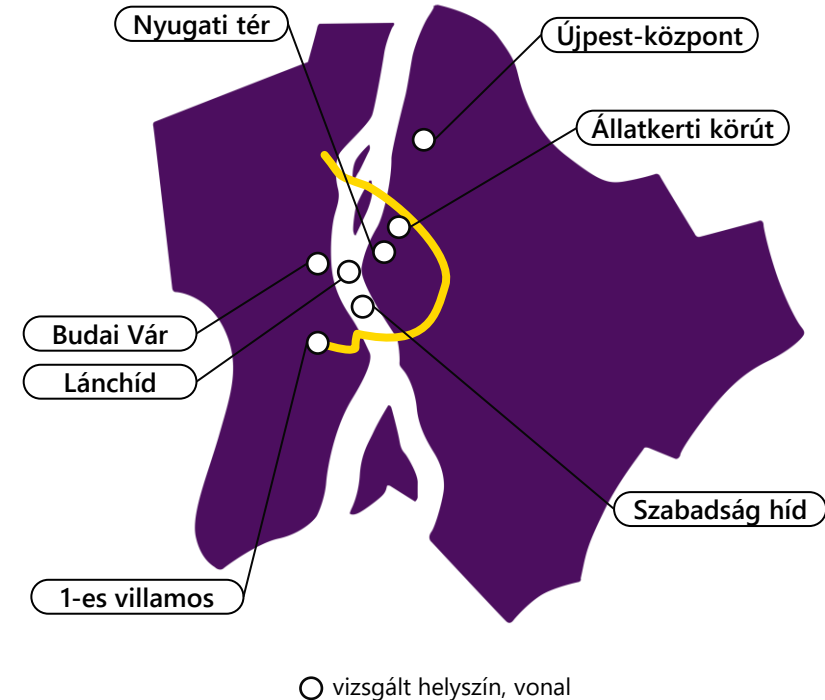 Nyugati tér
Újpest-központ
Állatkerti körút
Budai Vár
Lánchíd
Szabadság híd
1-es villamos
vizsgált helyszín, vonal